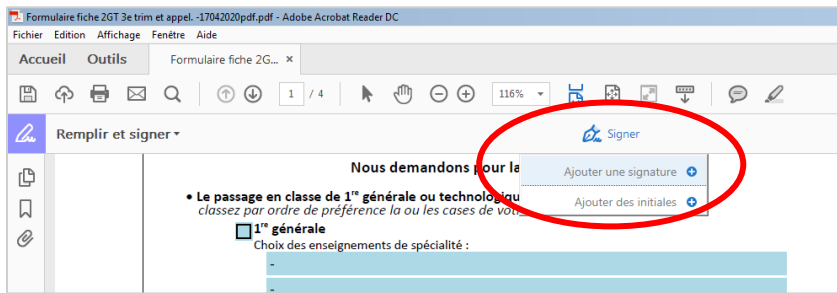 Formulaire fiche 2GT 3e trim et appel. -17042020pdf.pdf - Adobe Acrobat Reader DC
Fichier Edition Affichage Fenêtre Aide
Accueil Outils Formulaire fiche 2G... ×
1 / 4 116%
Remplir et signer Signer
Nous demandons pour la
Ajouter une signature
• Le passage en classe de 1re générale ou technologiqu
Ajouter des initiales
classez par ordre de préférence la ou les cases de vot
1re générale
Choix des enseignements de spécialité :
-
-